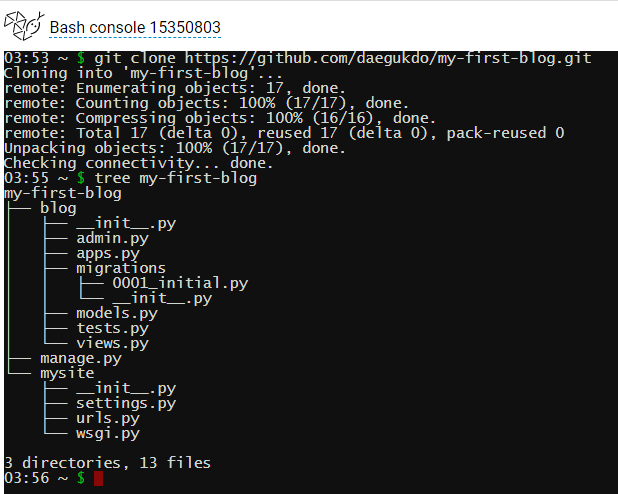 Bash console 15350803
03:53 ~ $ git clone https://github.com/daegukdo/my-first-blog.git
Cloning into 'my-first-blog'...
remote: Enumerating objects: 17, done.
remote: Counting objects: 100% (17/17), done.
remote: Compressing objects: 100% (16/16), done.
remote: Total 17 (delta 0), reused 17 (delta 0), pack-reused 0
Unpacking objects: 100% (17/17), done.
Checking connectivity... done.
03:55 ~ $ tree my-first-blog
my-first-blog
├── blog
│   ├── __init__.py
│   ├── admin.py
│   ├── apps.py
│   ├── migrations
│   │   ├── 0001_initial.py
│   │   └── __init__.py
│   ├── models.py
│   ├── tests.py
│   └── views.py
├── manage.py
└── mysite
    ├── __init__.py
    ├── settings.py
    ├── urls.py
    └── wsgi.py
3 directories, 13 files
03:56 ~ $